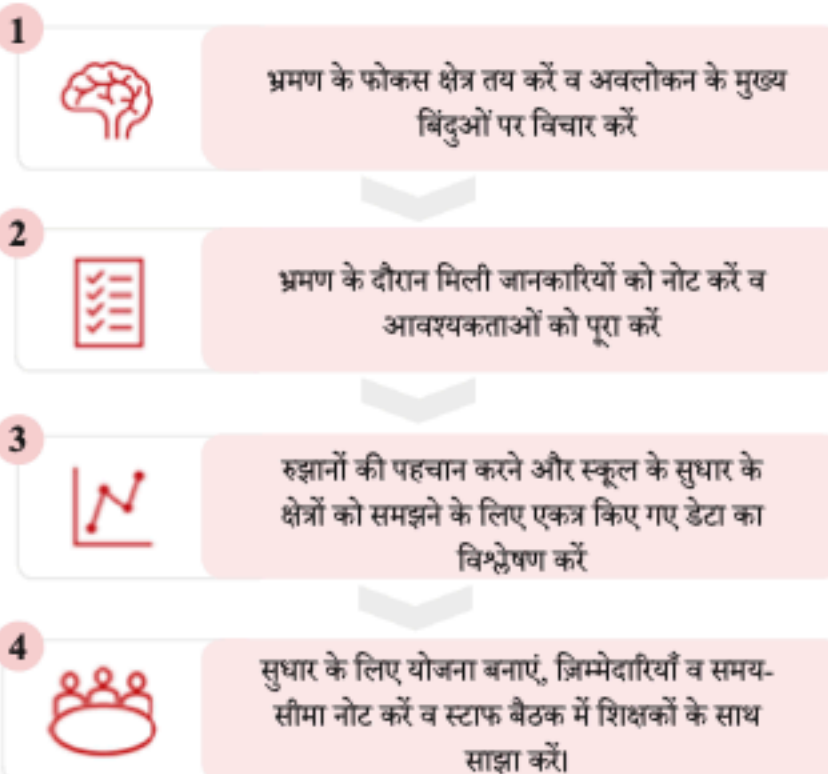 1
भ्रमण के फोकस क्षेत्र तय करें व अवलोकन के मुख्य
बिंदुओं पर विचार करें
2
भ्रमण के दौरान मिली जानकारियों को नोट करें व
आवश्यकताओं को पूरा करें
3
रुझानों की पहचान करने और स्कूल के सुधार के
क्षेत्रों को समझने के लिए एकत्र किए गए डेटा का
विश्लेषण करें
4
सुधार के लिए योजना बनाएं, ज़िम्मेदारियाँ व समय-
सीमा नोट करें व स्टाफ बैठक में शिक्षकों के साथ
साझा करें।